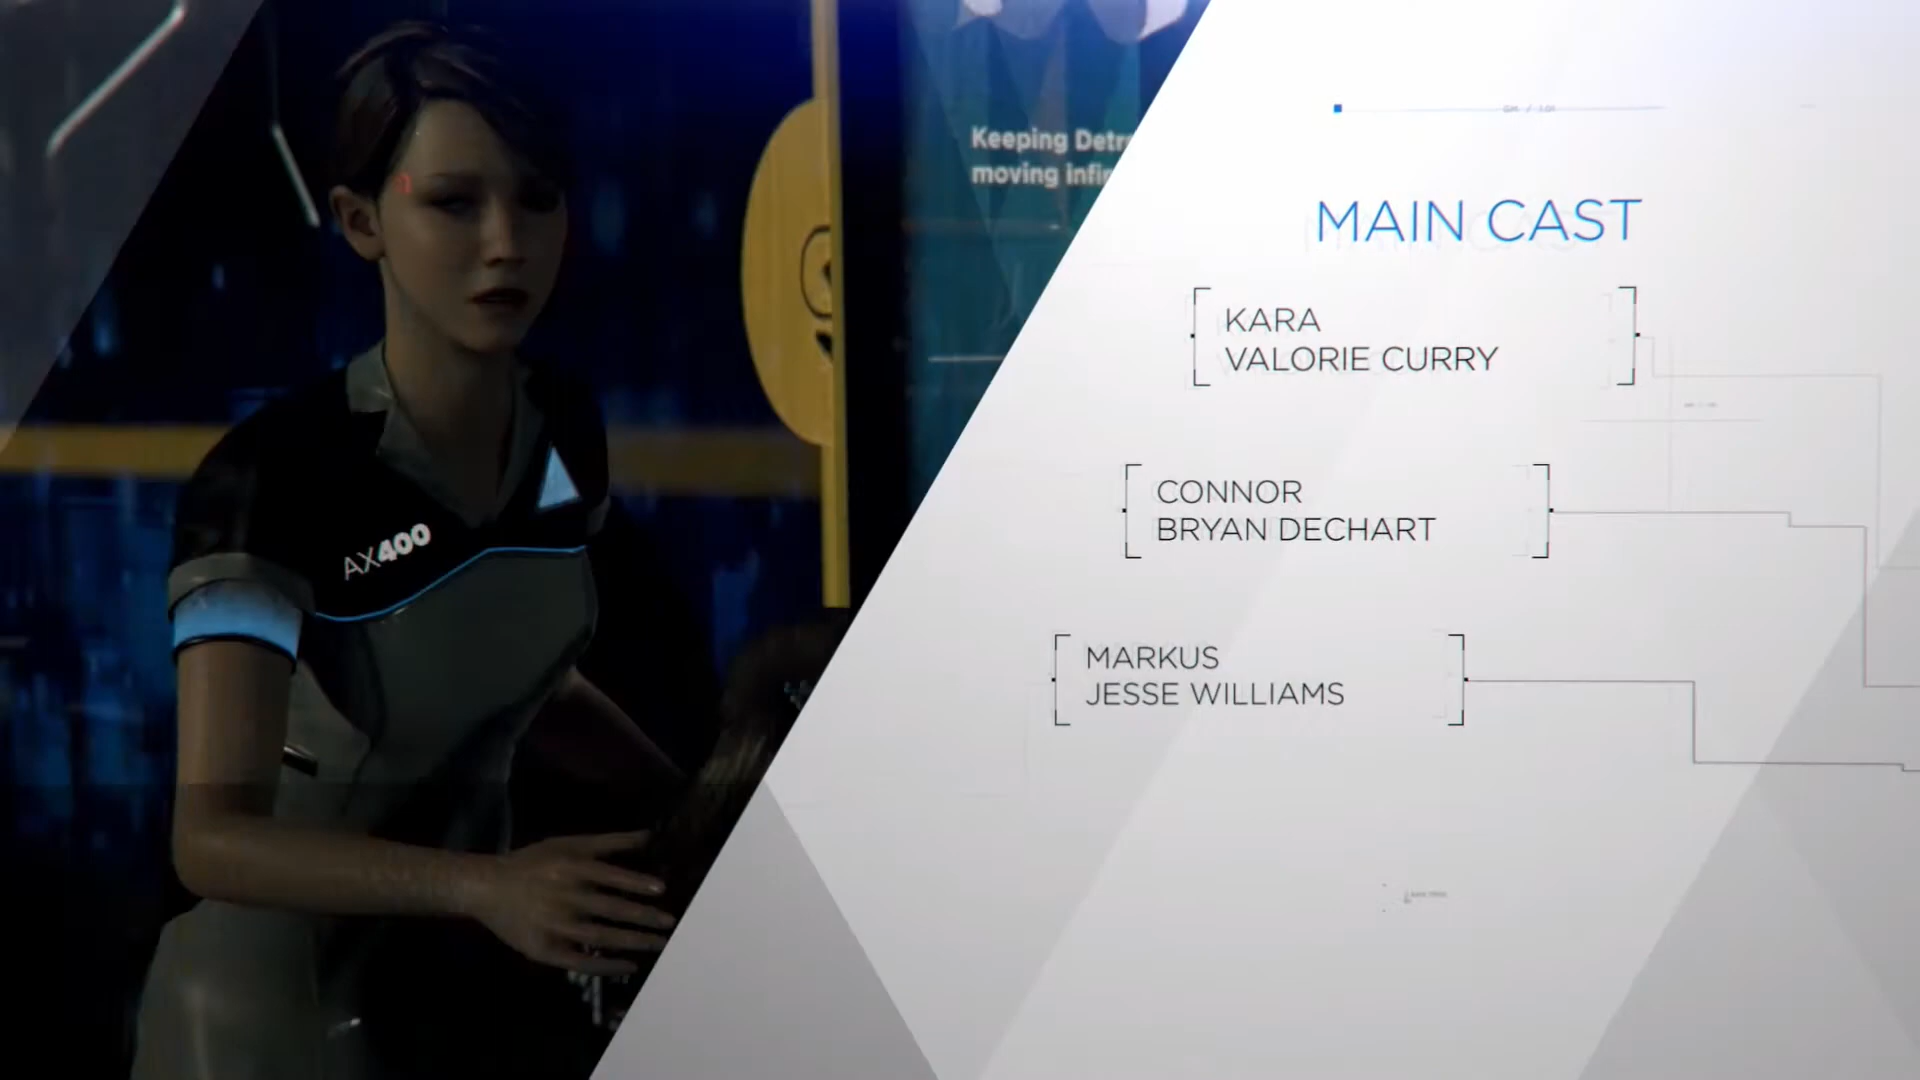 Keeping Detr
moving infi
AX400
MAIN CAST
KARA
VALORIE CURRY
CONNOR
BRYAN DECHART
MARKUS
JESSE WILLIAMS